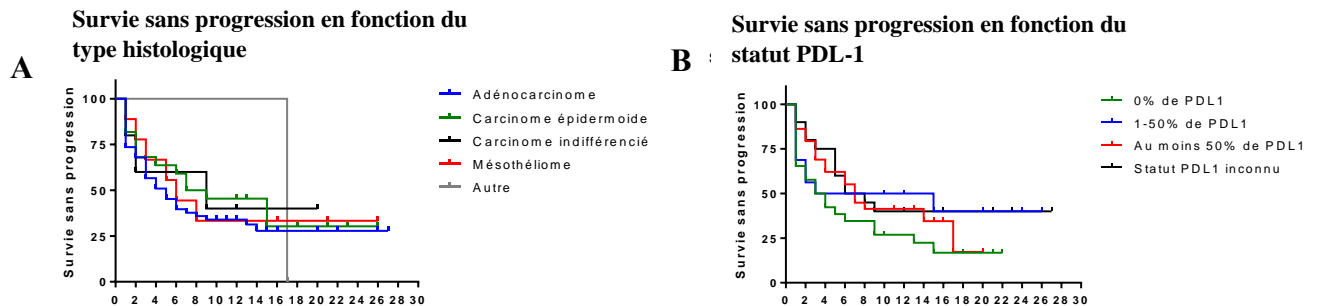 Survie sans progression en fonction du
type histologique
A
Survie sans progression
100
75
50
25
0
0 2 4 6 8 10 12 14 16 18 20 22 24 26 28 30
Adénocarcinome
Carcinome épidermoide
Carcinome indifférencié
Mésothéliome
Autre
Survie sans progression en fonction du
B
statut PDL-1
Survie sans progression
100
75
50
25
0
0 2 4 6 8 10 12 14 16 18 20 22 24 26 28 30
0% de PDL1
1-50% de PDL1
Au moins 50% de PDL1
Statut PDL1 inconnu